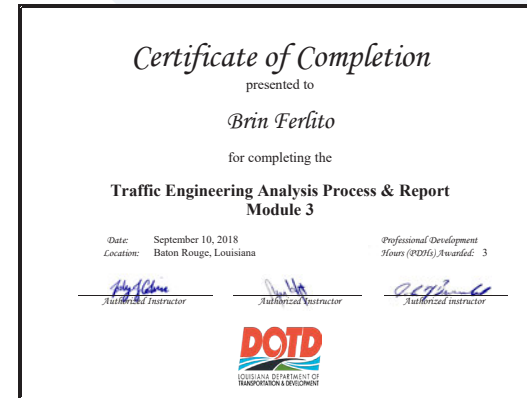 Certificate of Completion
presented to
Brin Ferlito
for completing the
Traffic Engineering Analysis Process & Report
Module 3
Date: September 10, 2018
Location: Baton Rouge, Louisiana
Professional Development
Hours (PDHs) Awarded: 3
Authorized Instructor
Authorized Instructor
Authorized instructor
DOTD
LOUISIANA DEPARTMENT OF
TRANSPORTATION & DEVELOPMENT